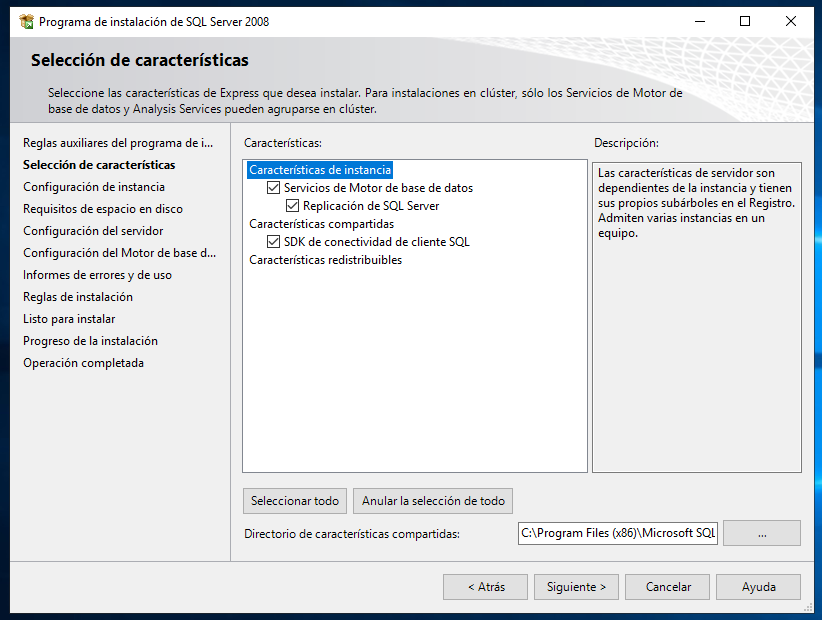 Programa de instalación de SQL Server 2008
Selección de características
Seleccione las características de Express que desea instalar. Para instalaciones en clúster, sólo los Servicios de Motor de
base de datos y Analysis Services pueden agruparse en clúster.
Reglas auxiliares del programa de i...
Selección de características
Configuración de instancia
Requisitos de espacio en disco
Configuración del servidor
Configuración del Motor de base d...
Informes de errores y de uso
Reglas de instalación
Listo para instalar
Progreso de la instalación
Operación completada
Características:
Características de instancia
Servicios de Motor de base de datos
Replicación de SQL Server
Características compartidas
SDK de conectividad de cliente SQL
Características redistribuibles
Descripción:
Las características de servidor son
dependientes de la instancia y tienen
sus propios subárboles en el Registro.
Admiten varias instancias en un
equipo.
Seleccionar todo
Anular la selección de todo
Directorio de características compartidas:
C:\Program Files (x86)\Microsoft SQL
...
< Atrás
Siguiente >
Cancelar
Ayuda